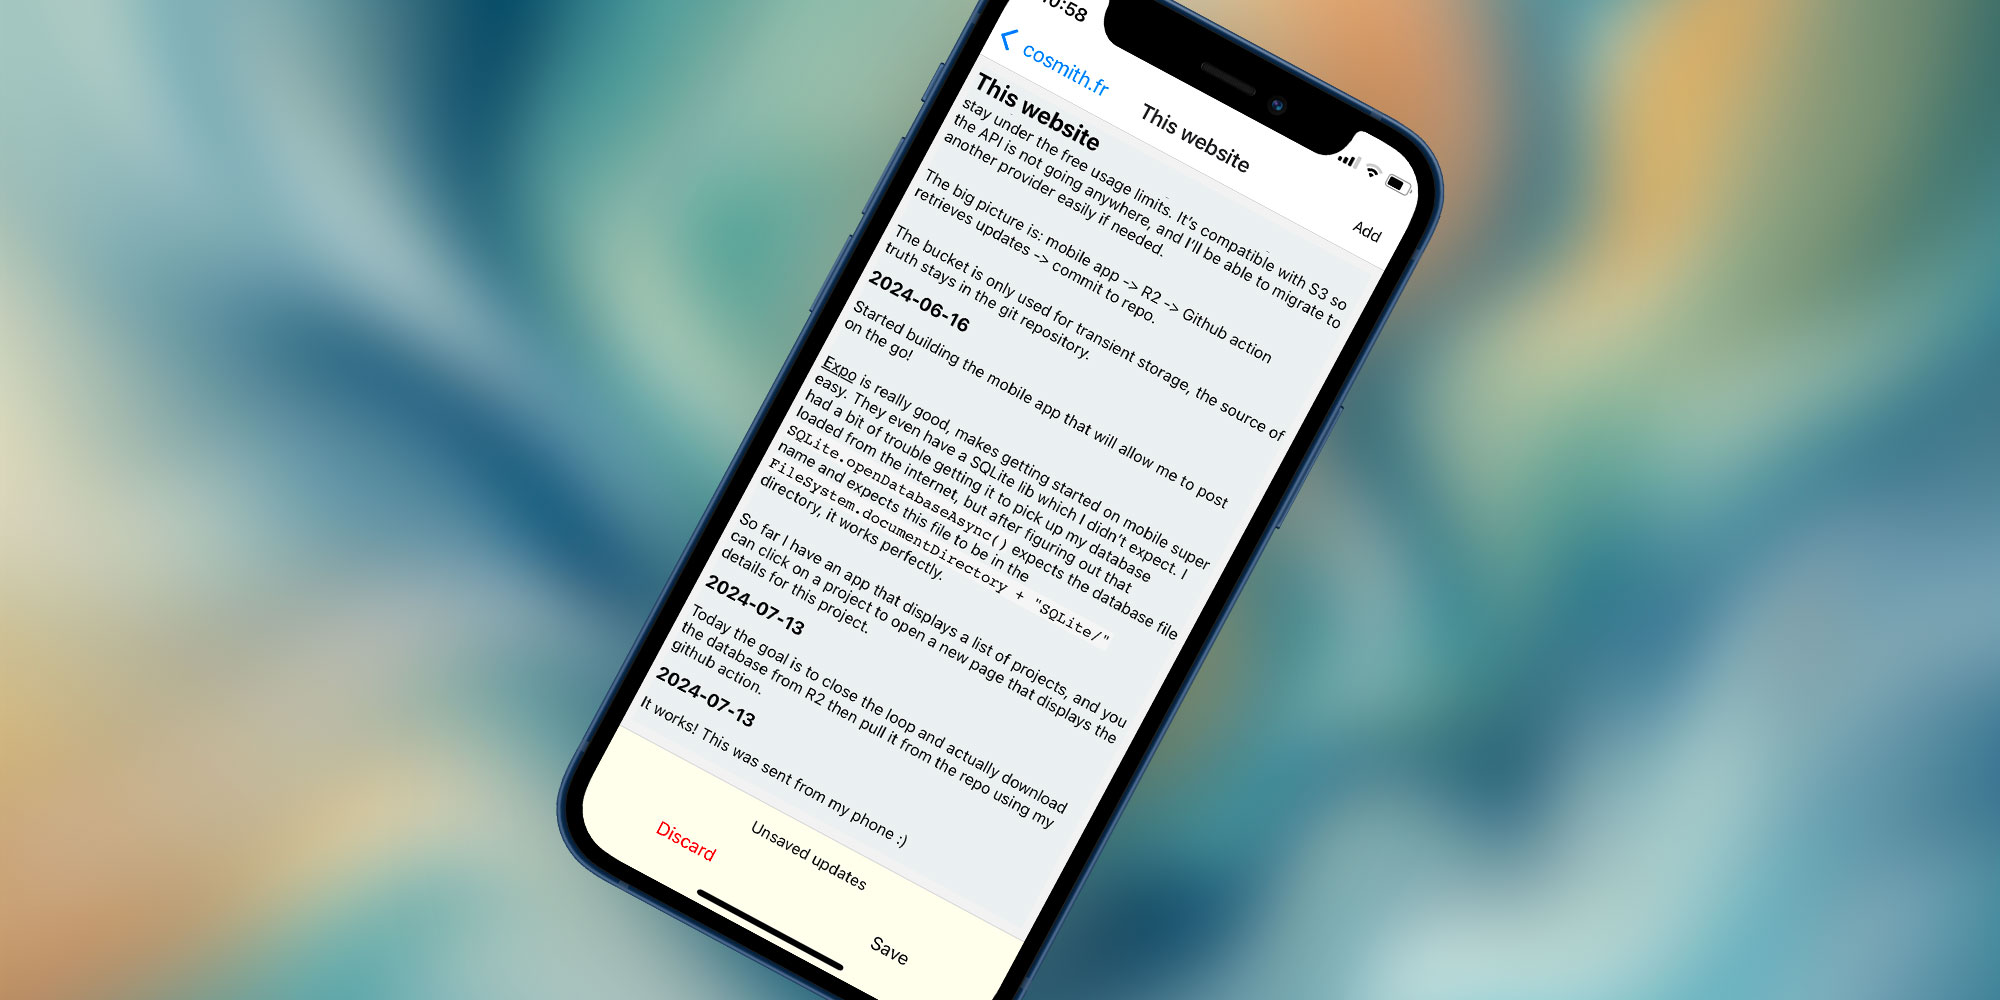 0:58
cosmith.fr
This website
Add
This website
stay under the free usage limits. It's compatible with S3 so
the API is not going anywhere, and I'll be able to migrate to
another provider easily if needed.
The big picture is: mobile app -> R2 -> Github action
retrieves updates -> commit to repo.
The bucket is only used for transient storage, the source of
truth stays in the git repository.
2024-06-16
Started building the mobile app that will allow me to post
on the go!
Expo is really good, makes getting started on mobile super
easy. They even have a SQLite lib which I didn't expect. I
had a bit of trouble getting it to pick up my database
loaded from the internet, but after figuring out that
SQLite.openDatabaseAsync() expects the database file
name and expects this file to be in the
FileSystem.documentDirectory + "SQLite/"
directory, it works perfectly.
So far I have an app that displays a list of projects, and you
can click on a project to open a new page that displays the
details for this project.
2024-07-13
Today the goal is to close the loop and actually download
the database from R2 then pull it from the repo using my
github action.
2024-07-13
It works! This was sent from my phone :)
Discard
Unsaved updates
Save